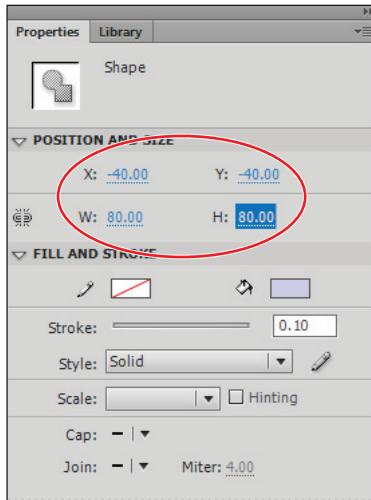 Properties Library
Shape
POSITION AND SIZE
X: -40.00 Y: -40.00
W: 80.00 H: 80.00
FILL AND STROKE
Stroke: 0.10
Style: Solid
Scale: Hinting
Cap:
Join: Miter: 4.00